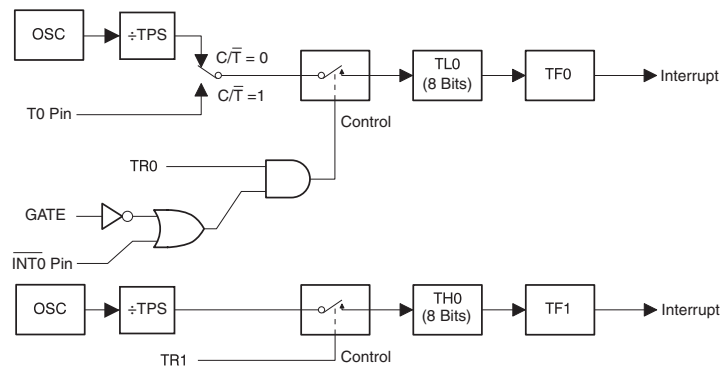 OSC
÷TPS
C/T̅ = 0
C/T̅ =1
T0 Pin
TL0
(8 Bits)
TF0
Interrupt
Control
TR0
GATE
I̅N̅T̅0̅ Pin
OSC
÷TPS
TH0
(8 Bits)
TF1
Interrupt
TR1
Control